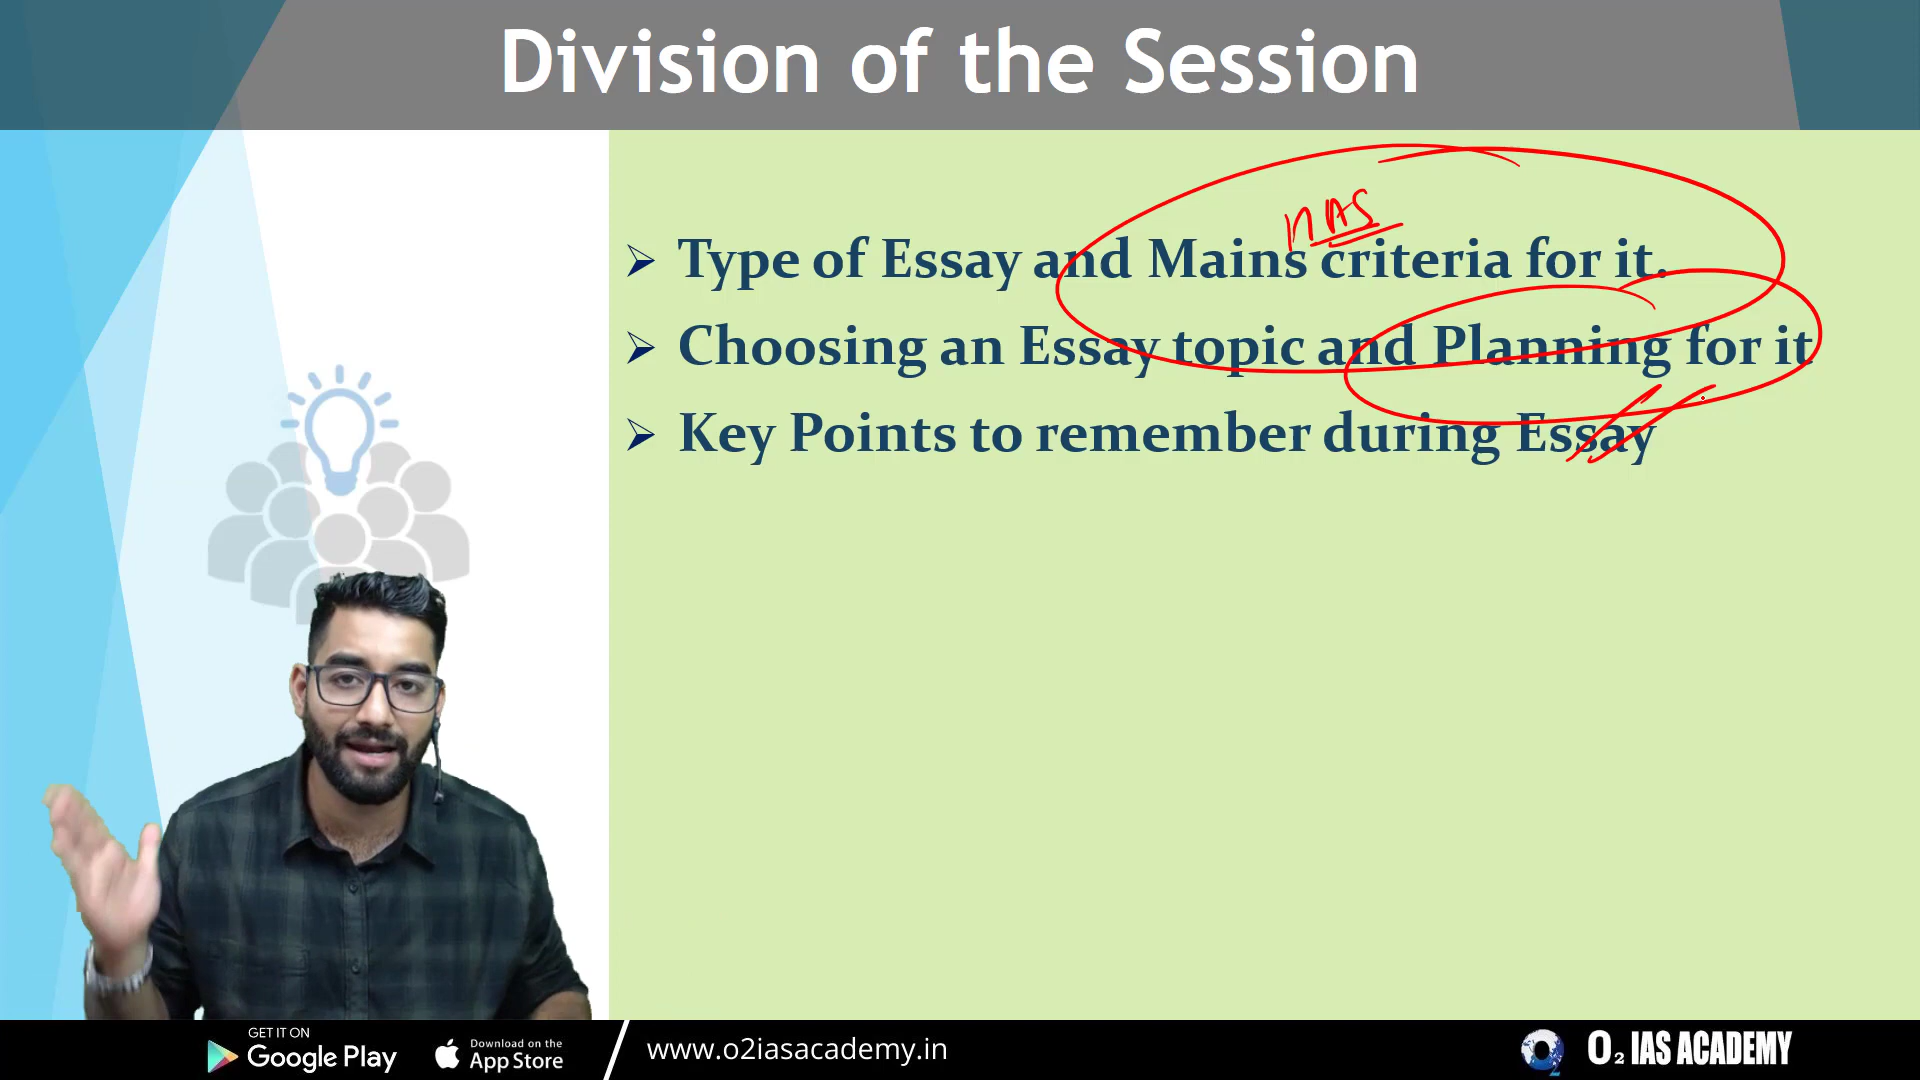 Division of the Session
HAS
➢ Type of Essay and Mains criteria for it.
➢ Choosing an Essay topic and Planning for it
➢ Key Points to remember during Essay
GET IT ON
Google Play
Download on the
App Store
www.o2iasacademy.in
O2 IAS ACADEMY